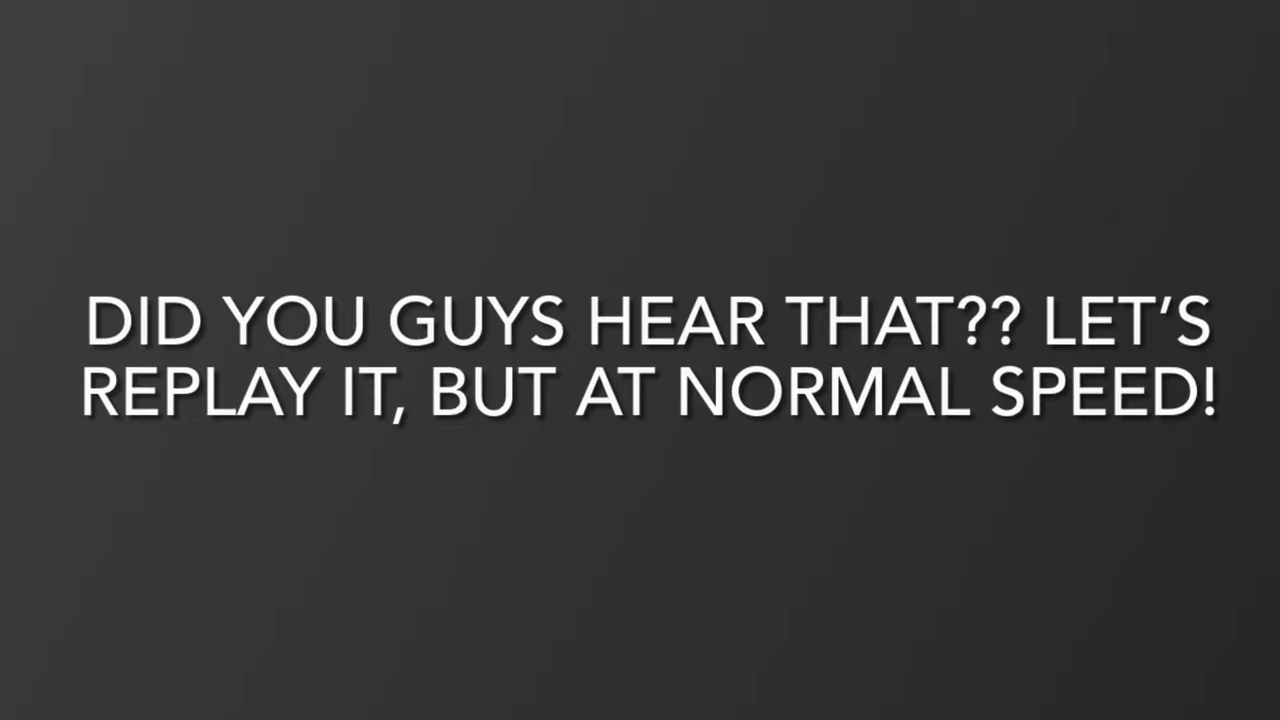 DID YOU GUYS HEAR THAT?? LET’S
REPLAY IT, BUT AT NORMAL SPEED!